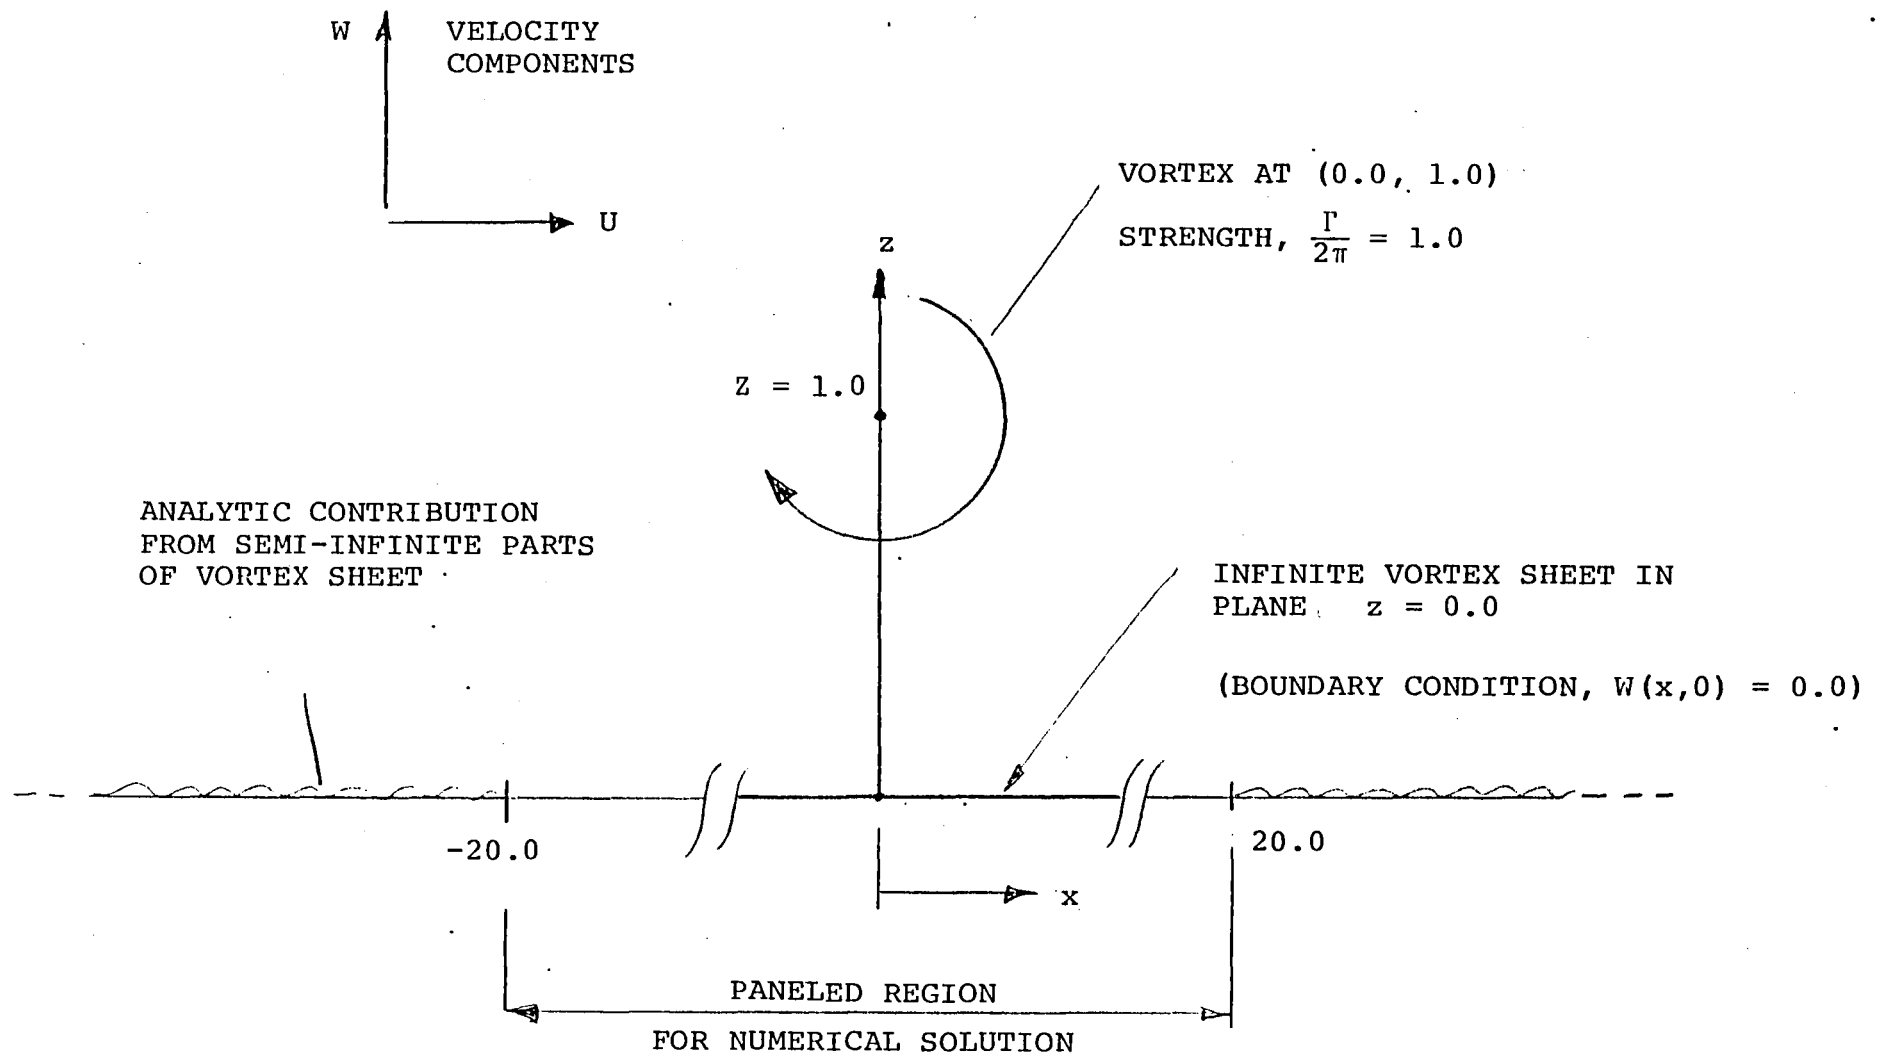 W
VELOCITY
COMPONENTS
U
VORTEX AT (0.0, 1.0)
STRENGTH, Γ/2π = 1.0
z
Z = 1.0
ANALYTIC CONTRIBUTION
FROM SEMI-INFINITE PARTS
OF VORTEX SHEET
INFINITE VORTEX SHEET IN
PLANE z = 0.0
(BOUNDARY CONDITION, W(x,0) = 0.0)
-20.0
20.0
x
PANELED REGION
FOR NUMERICAL SOLUTION